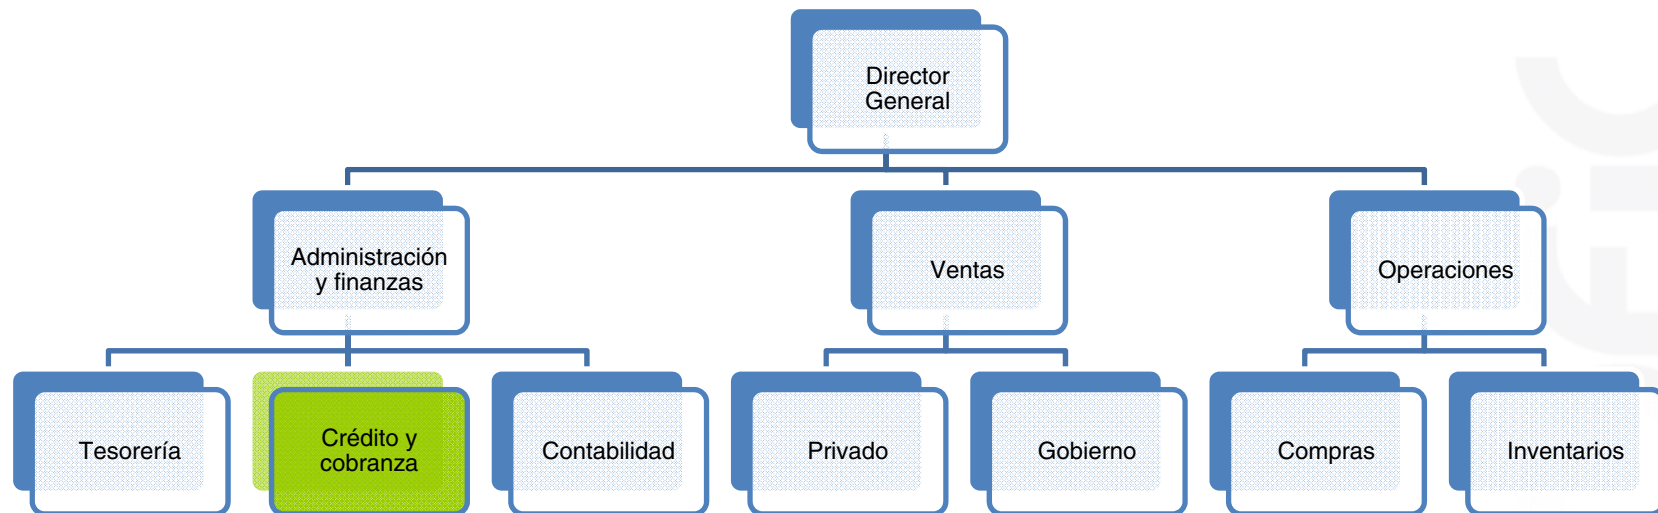 Director
General
Administración
y finanzas
Ventas
Operaciones
Tesorería
Crédito y
cobranza
Contabilidad
Privado
Gobierno
Compras
Inventarios